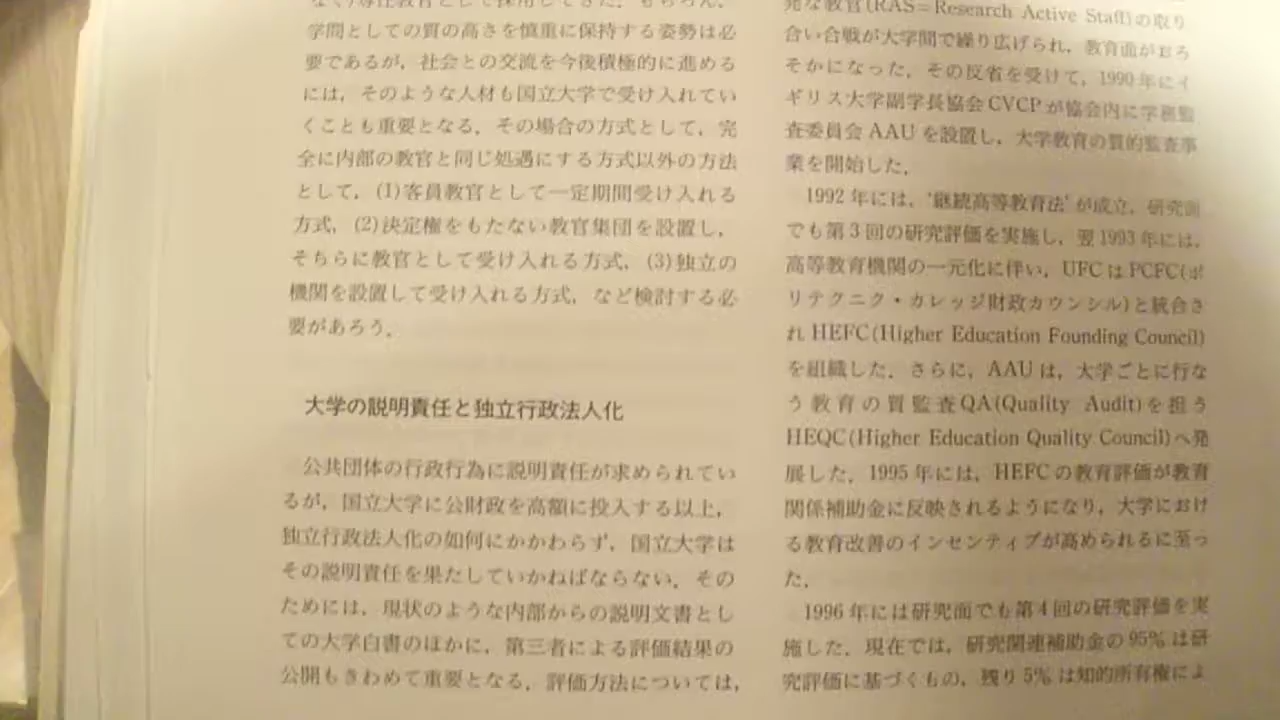 なく)専任教官として採用してきた．もちろん，
学問としての質の高さを慎重に保持する姿勢は必
要であるが，社会との交流を今後積極的に進める
には，そのような人材も国立大学で受け入れてい
くことも重要となる．その場合の方式として，完
全に内部の教官と同じ処遇にする方式以外の方法
として，(1)客員教官として一定期間受け入れる
方式，(2)決定権をもたない教官集団を設置し，
そちらに教官として受け入れる方式，(3)独立の
機関を設置して受け入れる方式，など検討する必
要があろう．
大学の説明責任と独立行政法人化
公共団体の行政行為に説明責任が求められてい
るが，国立大学に公財政を高額に投入する以上，
独立行政法人化の如何にかかわらず，国立大学は
その説明責任を果たしていかねばならない．その
ためには，現状のような内部からの説明文書とし
ての大学白書のほかに，第三者による評価結果の
公開もきわめて重要となる．評価方法については，
発な教官(RAS=Research Active Staff)の取り
合い合戦が大学間で繰り広げられ，教育面がおろ
そかになった．その反省を受けて，1990年にイ
ギリス大学副学長協会CVCPが協会内に学務監
査委員会AAUを設置し，大学教育の質的監査事
業を開始した．
1992年には，‘継続高等教育法’が成立，研究面
でも第3回の研究評価を実施し，翌1993年には，
高等教育機関の一元化に伴い，UFCはPCFC(ポ
リテクニク・カレッジ財政カウンシル)と統合さ
れHEFC(Higher Education Founding Council)
を組織した．さらに，AAUは，大学ごとに行な
う教育の質監査QA(Quality Audit)を担う
HEQC(Higher Education Quality Council)へ発
展した．1995年には，HEFCの教育評価が教育
関係補助金に反映されるようになり，大学におけ
る教育改善のインセンティブが高められるに至っ
た．
1996年には研究面でも第4回の研究評価を実
施した．現在では，研究関連補助金の95%は研
究評価に基づくもの，残り5%は知的所有権によ